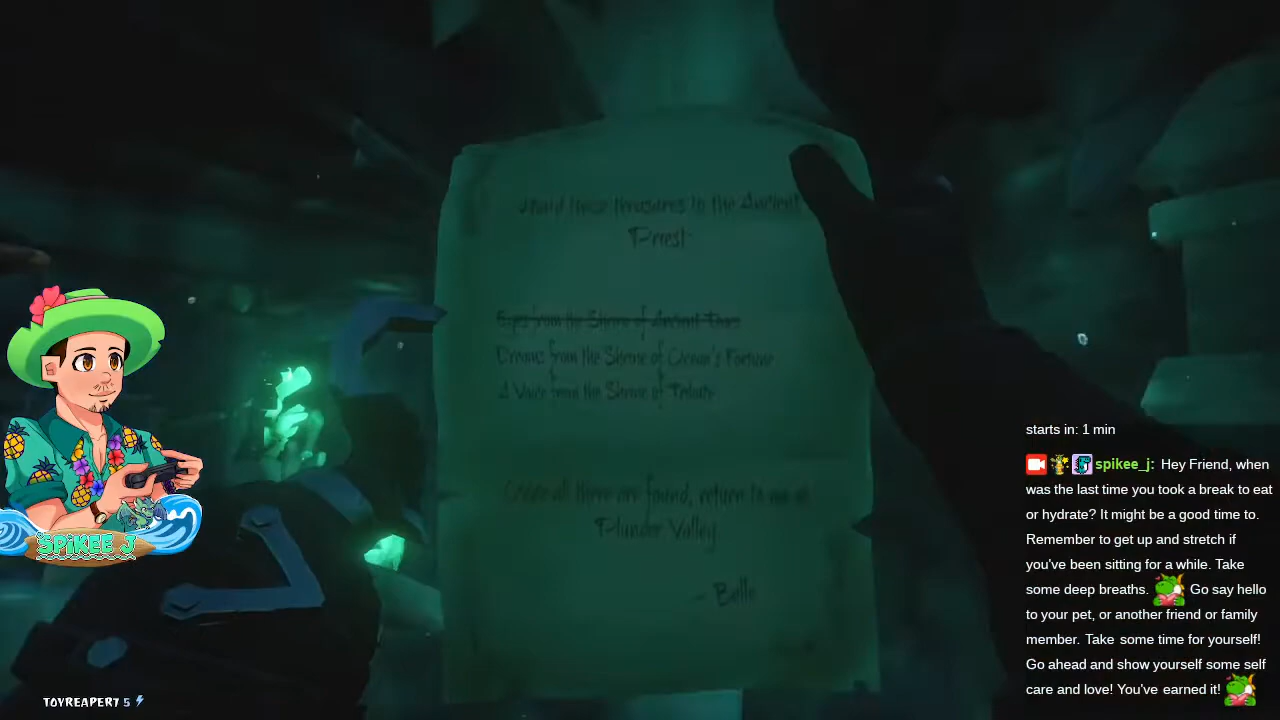 these treasures to the Ancient
Priest
Eyes from the Shrine of Ancient Tears
Dreams from the Shrine of Ocean's Fortune
A Voice from the Shrine of Tribute
Once all three are found, return to me at
Plunder Valley
- Belle
SPIKEE J
TOYREAPER7 5
starts in: 1 min
spikee_j: Hey Friend, when
was the last time you took a break to eat
or hydrate? It might be a good time to.
Remember to get up and stretch if
you've been sitting for a while. Take
some deep breaths. Go say hello
to your pet, or another friend or family
member. Take some time for yourself!
Go ahead and show yourself some self
care and love! You've earned it!